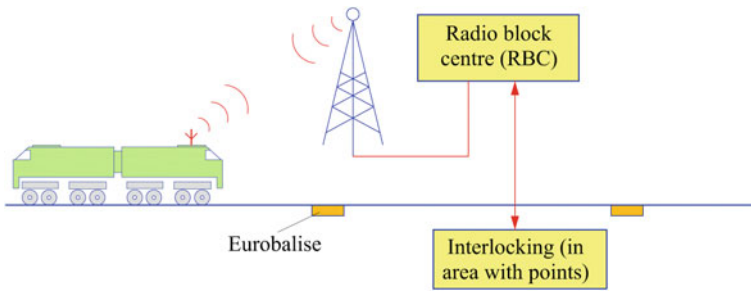 Radio block
centre (RBC)
Eurobalise
Interlocking (in
area with points)